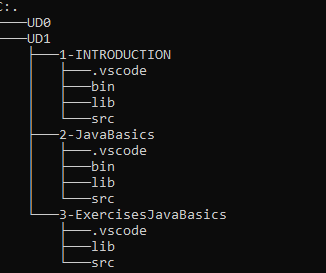 C:.
├───UD0
└───UD1
    ├───1-INTRODUCTION
    │   ├───.vscode
    │   ├───bin
    │   ├───lib
    │   └───src
    ├───2-JavaBasics
    │   ├───.vscode
    │   ├───bin
    │   ├───lib
    │   └───src
    └───3-ExercisesJavaBasics
        ├───.vscode
        ├───lib
        └───src